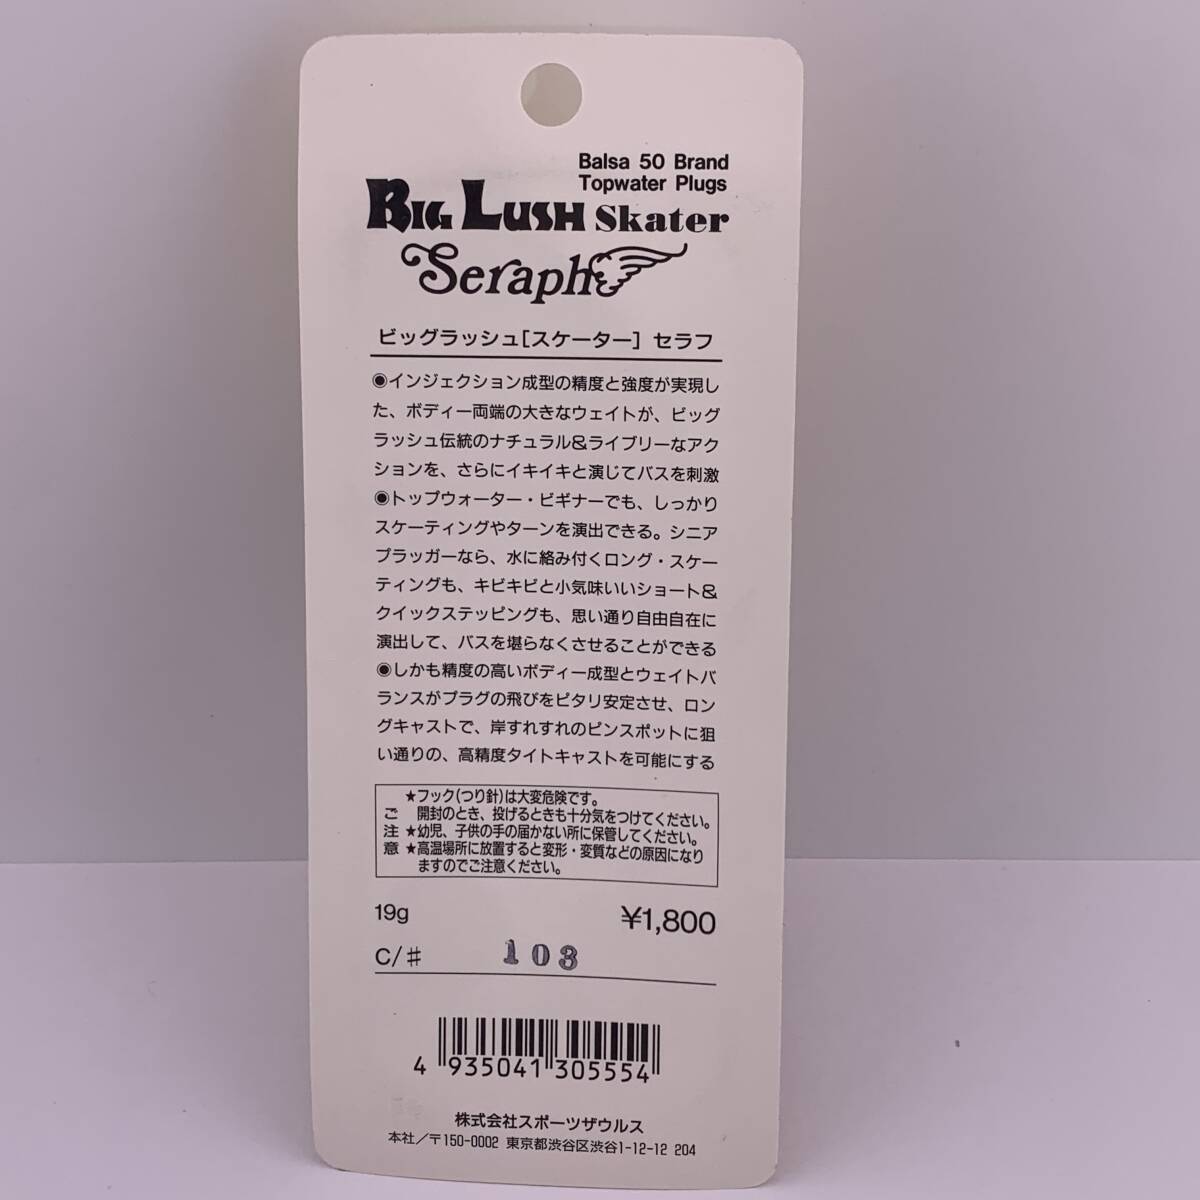 Balsa 50 Brand
Topwater Plugs
BIG LUSH Skater
Seraph
ビッグラッシュ[スケーター] セラフ
◉インジェクション成型の精度と強度が実現し
た、ボディー両端の大きなウェイトが、ビッグ
ラッシュ伝統のナチュラル&ライブリーなアク
ションを、さらにイキイキと演じてバスを刺激
◉トップウォーター・ビギナーでも、しっかり
スケーティングやターンを演出できる。シニア
プラッガーなら、水に絡み付くロング・スケー
ティングも、キビキビと小気味いいショート&
クイックステッピングも、思い通り自由自在に
演出して、バスを堪らなくさせることができる
◉しかも精度の高いボディー成型とウェイトバ
ランスがプラグの飛びをピタリ安定させ、ロン
グキャストで、岸すれすれのピンスポットに狙
い通りの、高精度タイトキャストを可能にする
ご注意
★フック(つり針)は大変危険です。
開封のとき、投げるときも十分気をつけてください。
★幼児、子供の手の届かない所に保管してください。
★高温場所に放置すると変形・変質などの原因になり
ますのでご注意ください。
19g ¥1,800
C/♯ 103
4 935041 305554
株式会社スポーツザウルス
本社/〒150-0002 東京都渋谷区渋谷1-12-12 204